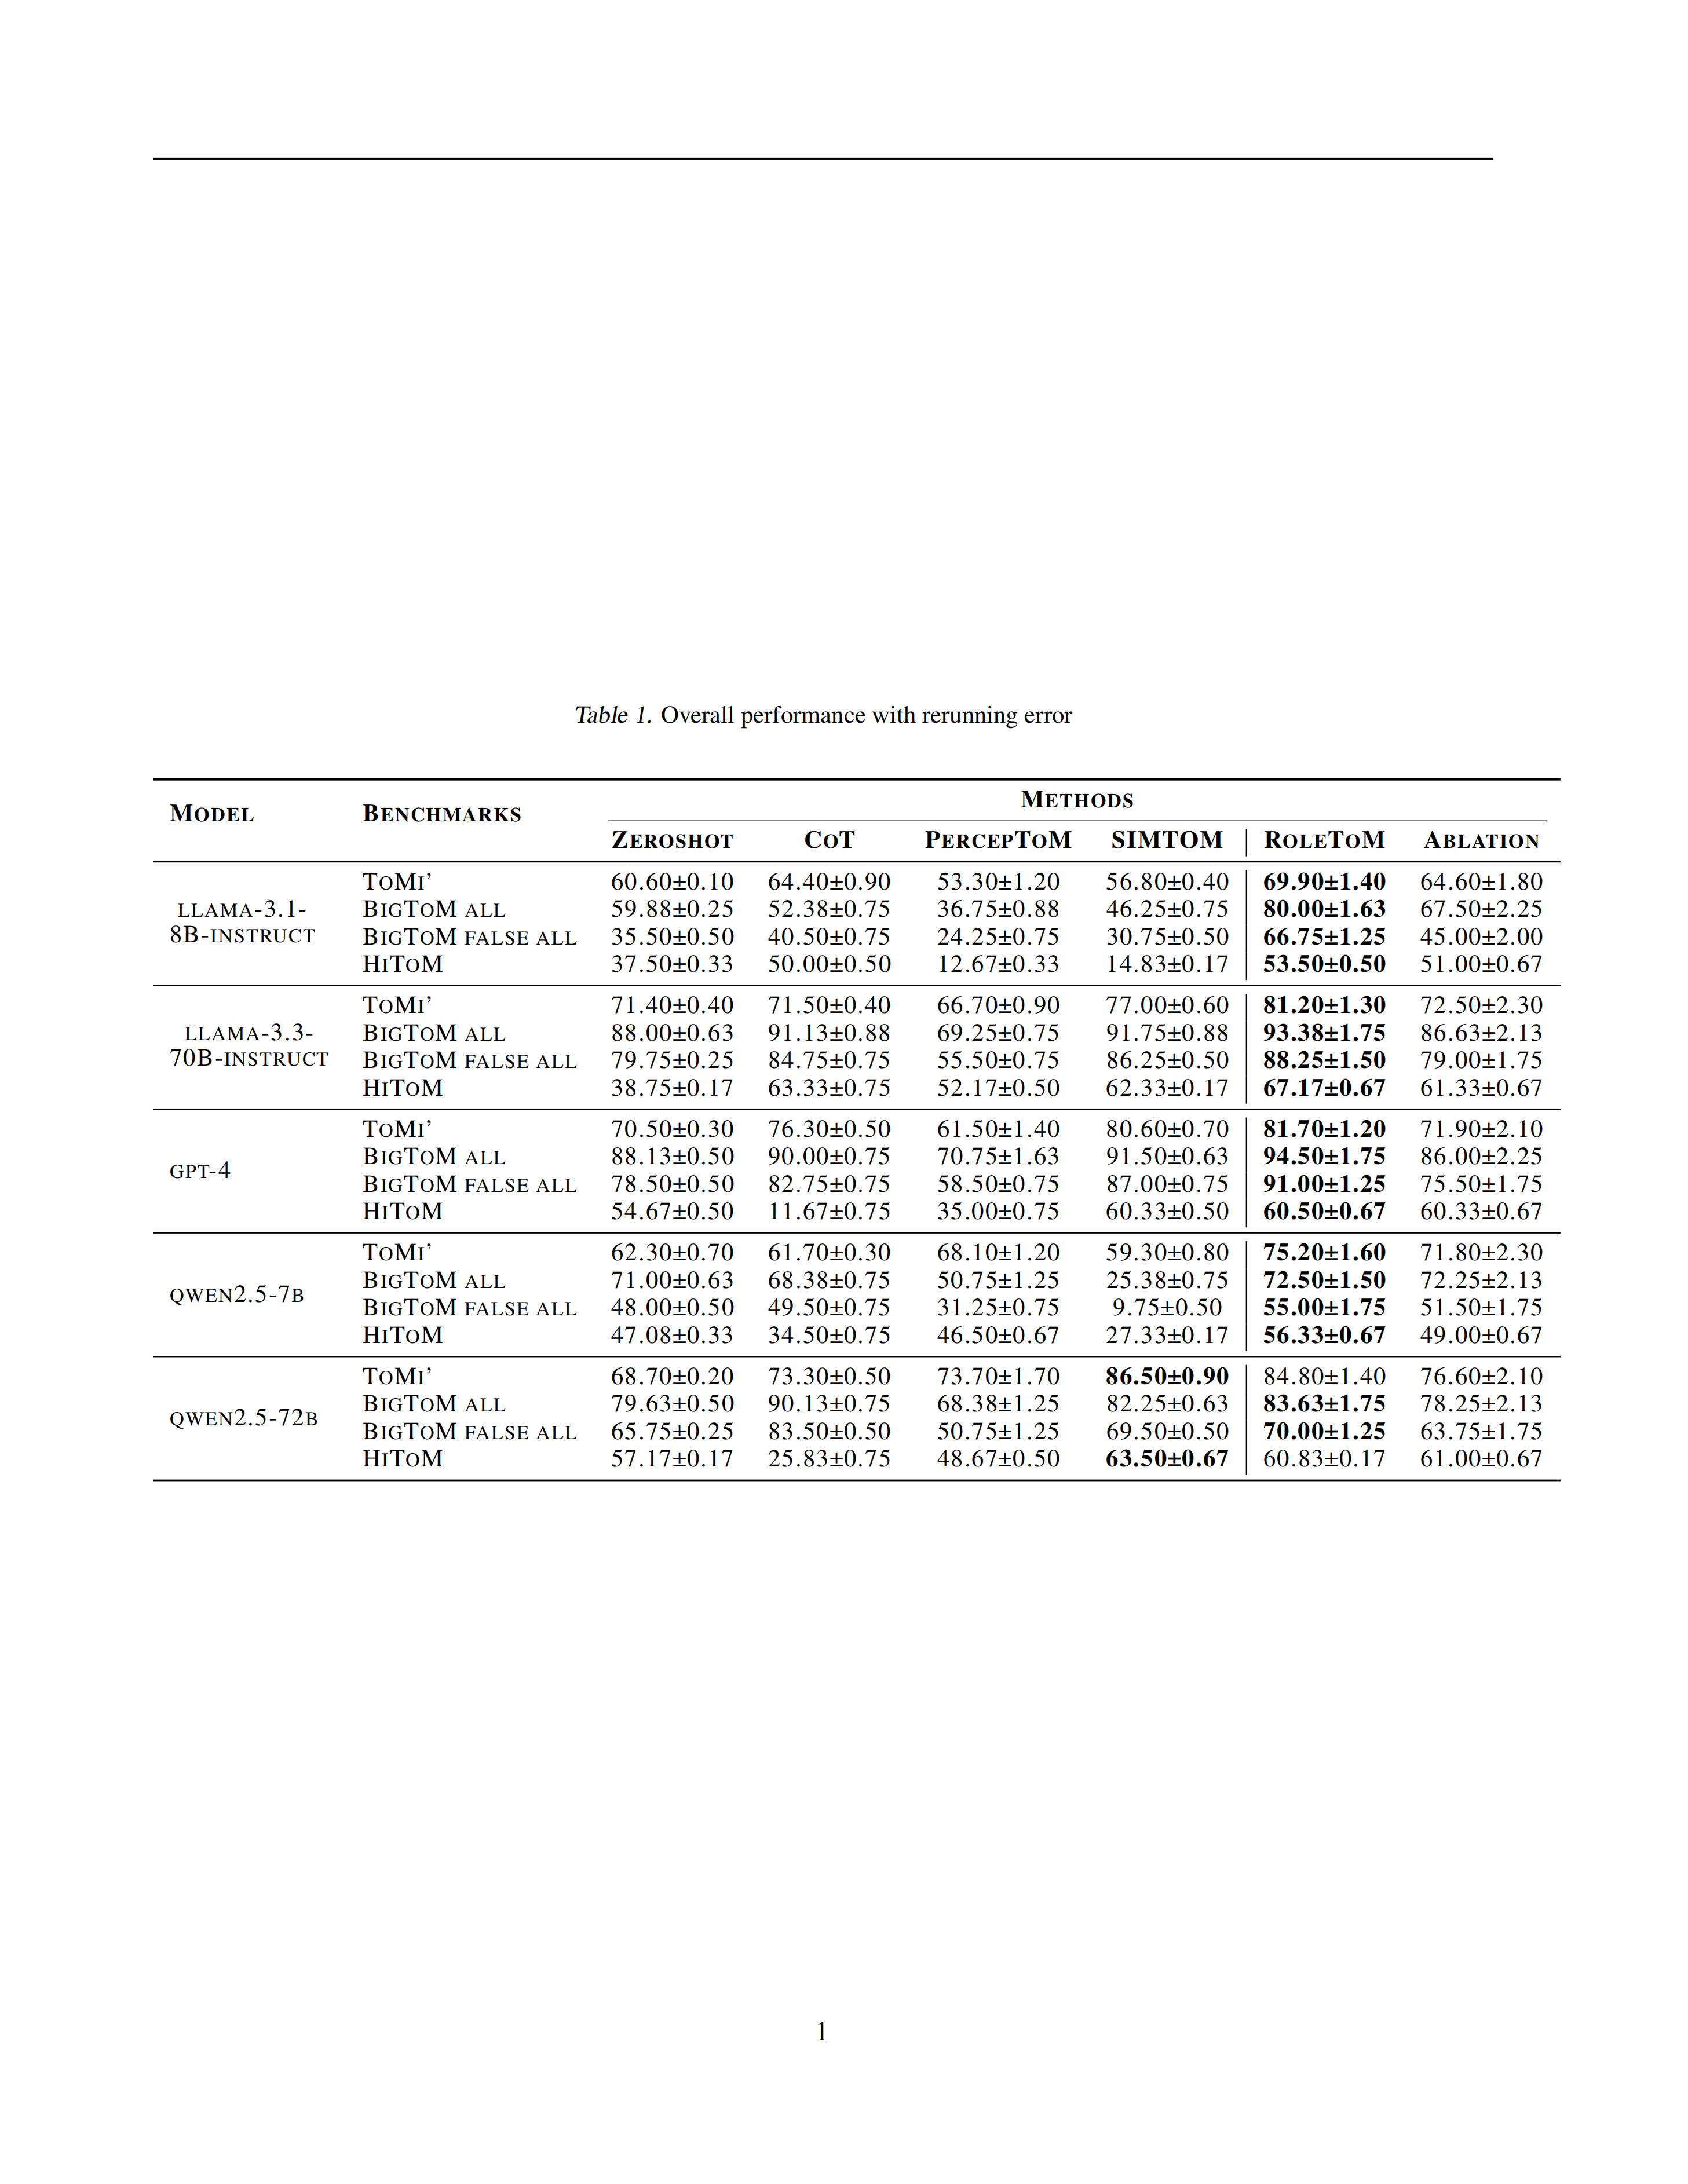 Table 1. Overall performance with rerunning error
MODEL BENCHMARKS METHODS
ZEROSHOT COT PERCEPTOM SIMTOM ROLETOM ABLATION
LLAMA-3.1-8B-INSTRUCT
TOMI' 60.60±0.10 64.40±0.90 53.30±1.20 56.80±0.40 69.90±1.40 64.60±1.80
BIGTOM ALL 59.88±0.25 52.38±0.75 36.75±0.88 46.25±0.75 80.00±1.63 67.50±2.25
BIGTOM FALSE ALL 35.50±0.50 40.50±0.75 24.25±0.75 30.75±0.50 66.75±1.25 45.00±2.00
HITOM 37.50±0.33 50.00±0.50 12.67±0.33 14.83±0.17 53.50±0.50 51.00±0.67
LLAMA-3.3-70B-INSTRUCT
TOMI' 71.40±0.40 71.50±0.40 66.70±0.90 77.00±0.60 81.20±1.30 72.50±2.30
BIGTOM ALL 88.00±0.63 91.13±0.88 69.25±0.75 91.75±0.88 93.38±1.75 86.63±2.13
BIGTOM FALSE ALL 79.75±0.25 84.75±0.75 55.50±0.75 86.25±0.50 88.25±1.50 79.00±1.75
HITOM 38.75±0.17 63.33±0.75 52.17±0.50 62.33±0.17 67.17±0.67 61.33±0.67
GPT-4
TOMI' 70.50±0.30 76.30±0.50 61.50±1.40 80.60±0.70 81.70±1.20 71.90±2.10
BIGTOM ALL 88.13±0.50 90.00±0.75 70.75±1.63 91.50±0.63 94.50±1.75 86.00±2.25
BIGTOM FALSE ALL 78.50±0.50 82.75±0.75 58.50±0.75 87.00±0.75 91.00±1.25 75.50±1.75
HITOM 54.67±0.50 11.67±0.75 35.00±0.75 60.33±0.50 60.50±0.67 60.33±0.67
QWEN2.5-7B
TOMI' 62.30±0.70 61.70±0.30 68.10±1.20 59.30±0.80 75.20±1.60 71.80±2.30
BIGTOM ALL 71.00±0.63 68.38±0.75 50.75±1.25 25.38±0.75 72.50±1.50 72.25±2.13
BIGTOM FALSE ALL 48.00±0.50 49.50±0.75 31.25±0.75 9.75±0.50 55.00±1.75 51.50±1.75
HITOM 47.08±0.33 34.50±0.75 46.50±0.67 27.33±0.17 56.33±0.67 49.00±0.67
QWEN2.5-72B
TOMI' 68.70±0.20 73.30±0.50 73.70±1.70 86.50±0.90 84.80±1.40 76.60±2.10
BIGTOM ALL 79.63±0.50 90.13±0.75 68.38±1.25 82.25±0.63 83.63±1.75 78.25±2.13
BIGTOM FALSE ALL 65.75±0.25 83.50±0.50 50.75±1.25 69.50±0.50 70.00±1.25 63.75±1.75
HITOM 57.17±0.17 25.83±0.75 48.67±0.50 63.50±0.67 60.83±0.17 61.00±0.67
1